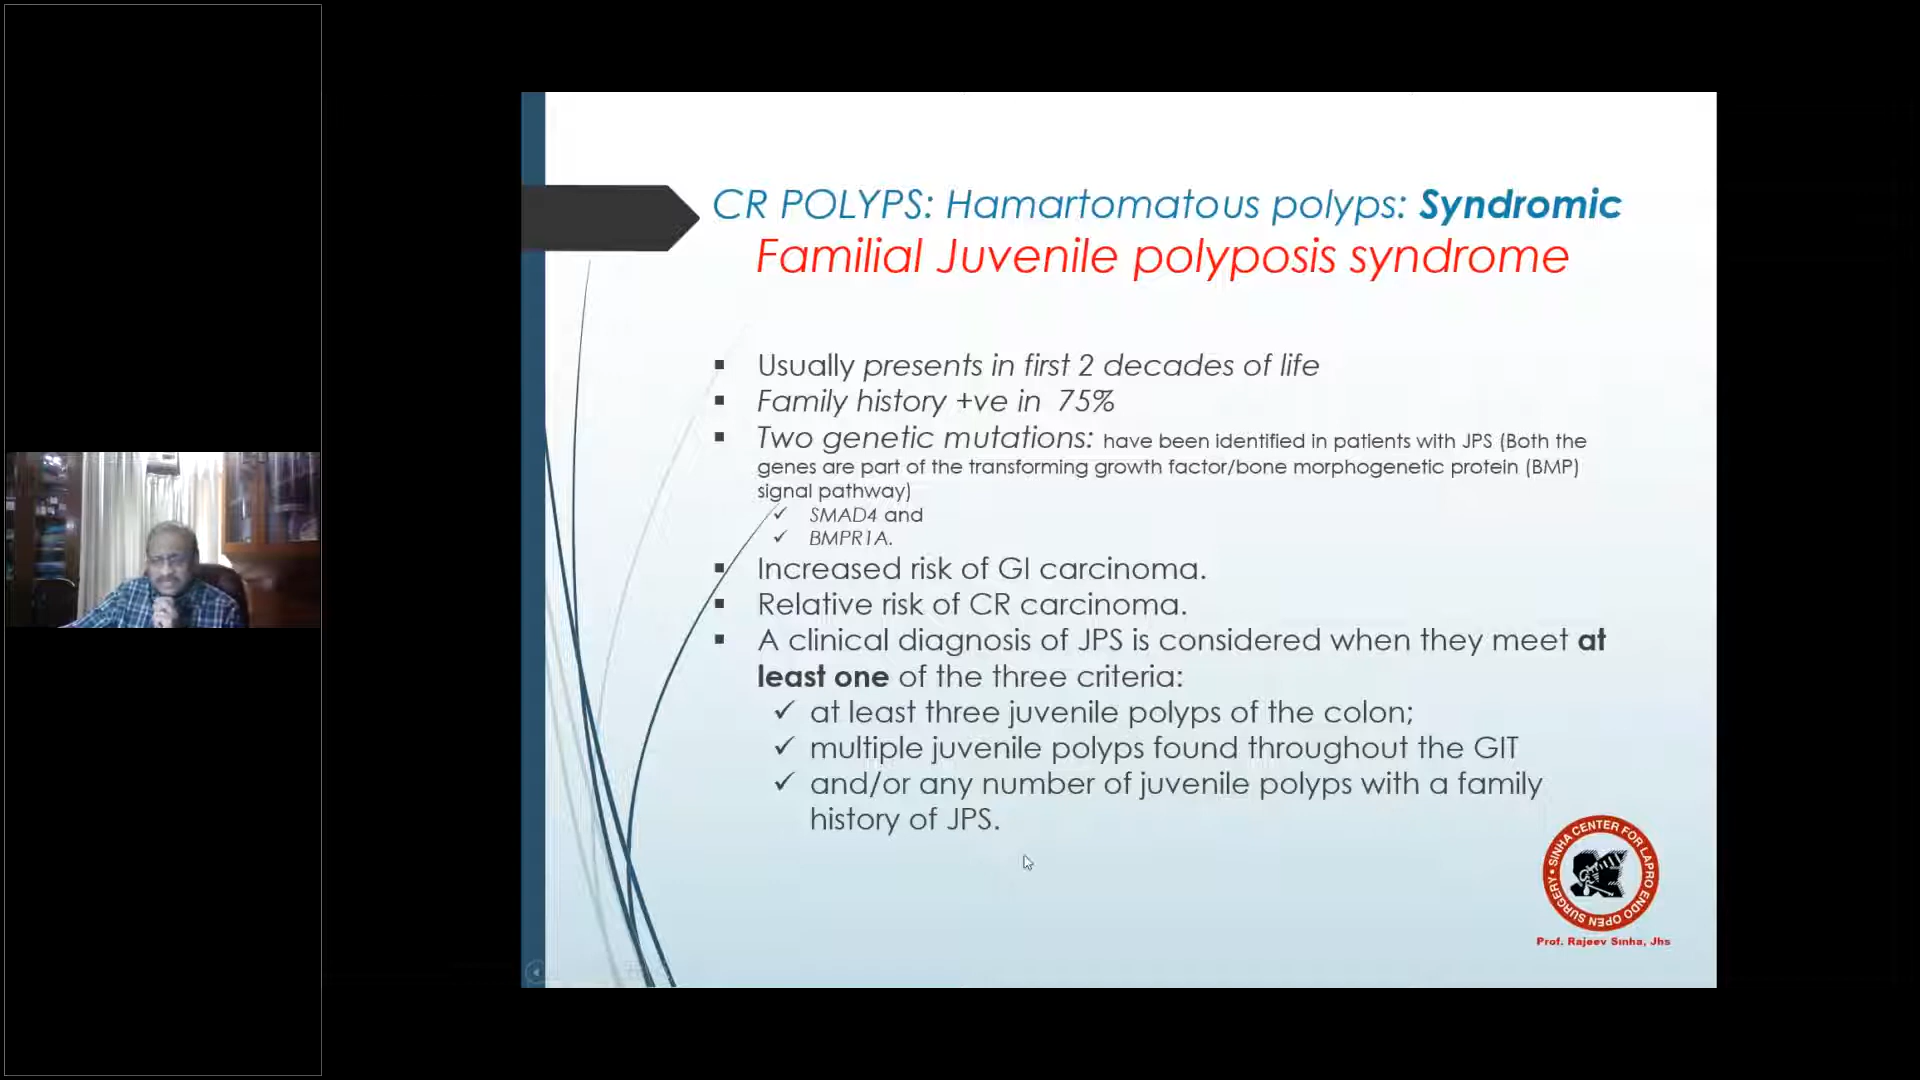 CR POLYPS: Hamartomatous polyps: Syndromic
Familial Juvenile polyposis syndrome
▪ Usually presents in first 2 decades of life
▪ Family history +ve in 75%
▪ Two genetic mutations: have been identified in patients with JPS (Both the
genes are part of the transforming growth factor/bone morphogenetic protein (BMP)
signal pathway)
✓ SMAD4 and
✓ BMPR1A.
▪ Increased risk of GI carcinoma.
▪ Relative risk of CR carcinoma.
▪ A clinical diagnosis of JPS is considered when they meet at
least one of the three criteria:
✓ at least three juvenile polyps of the colon;
✓ multiple juvenile polyps found throughout the GIT
✓ and/or any number of juvenile polyps with a family
history of JPS.
SINHA CENTER FOR LAPRO ENDO OPEN SURGERY
Prof. Rajeev Sinha, Jhs